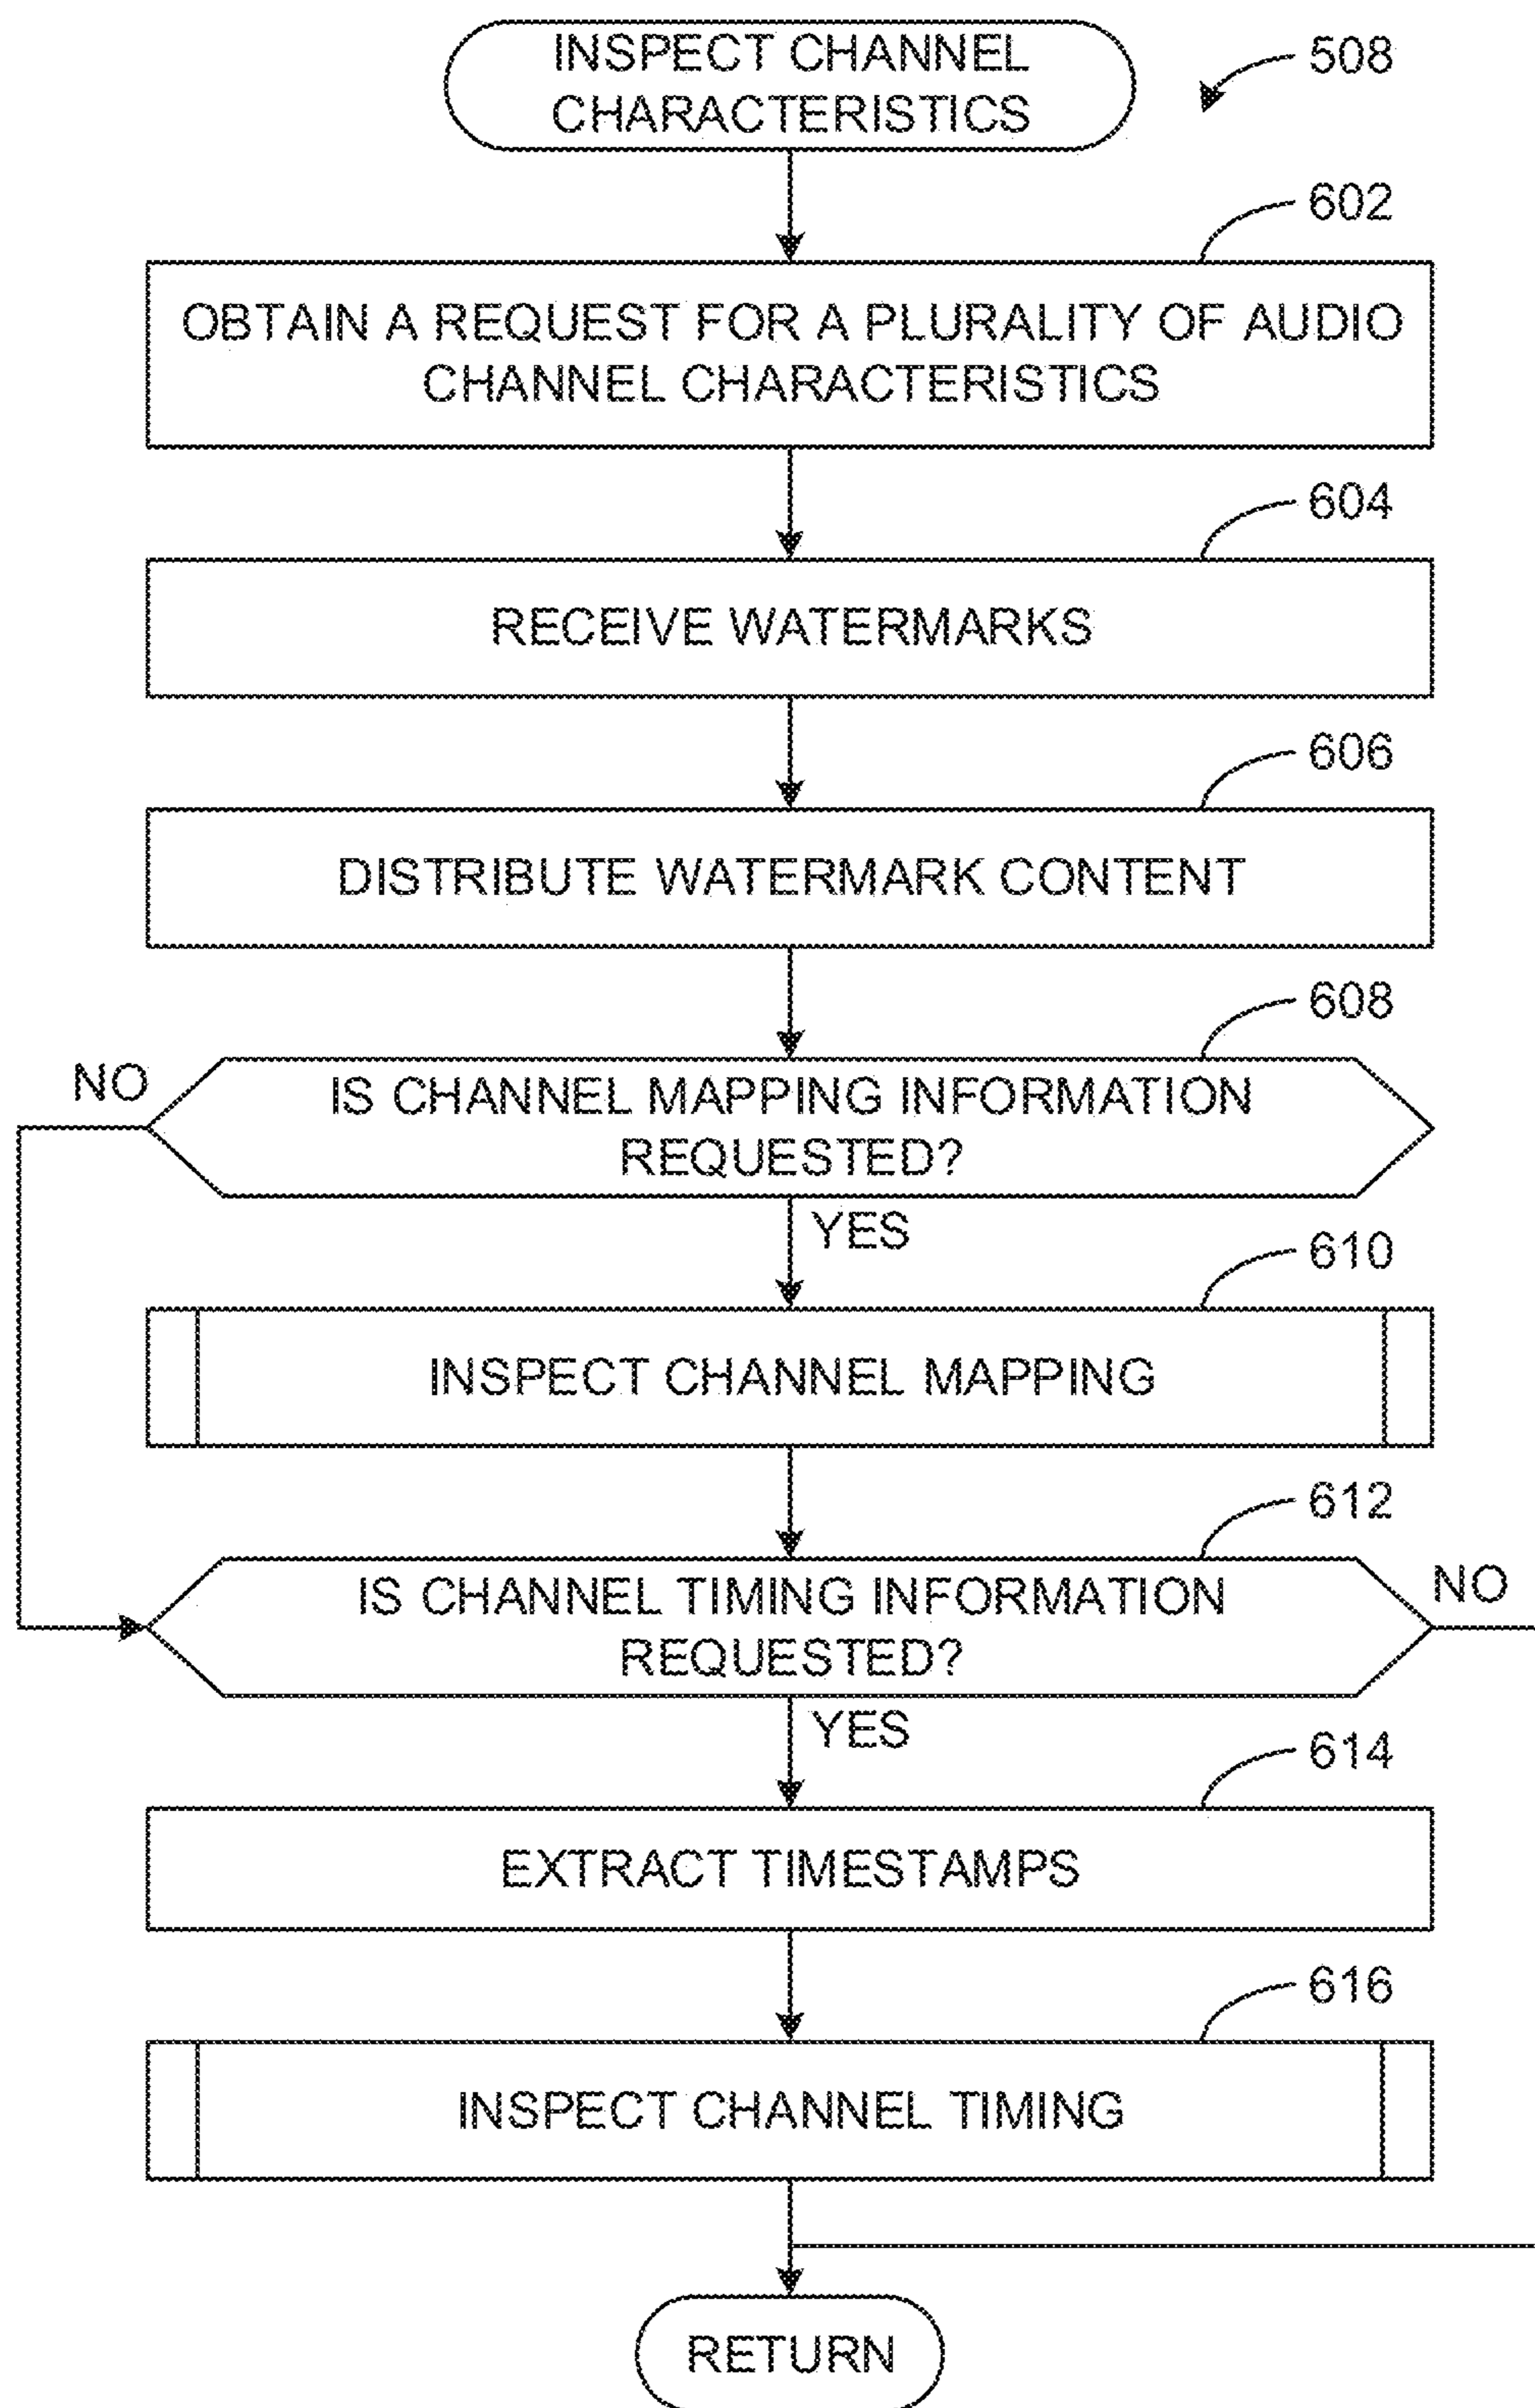 INSPECT CHANNEL
CHARACTERISTICS
508
602
OBTAIN A REQUEST FOR A PLURALITY OF AUDIO
CHANNEL CHARACTERISTICS
604
RECEIVE WATERMARKS
606
DISTRIBUTE WATERMARK CONTENT
608
NO
IS CHANNEL MAPPING INFORMATION
REQUESTED?
YES
610
INSPECT CHANNEL MAPPING
612
IS CHANNEL TIMING INFORMATION
REQUESTED?
NO
YES
614
EXTRACT TIMESTAMPS
616
INSPECT CHANNEL TIMING
RETURN